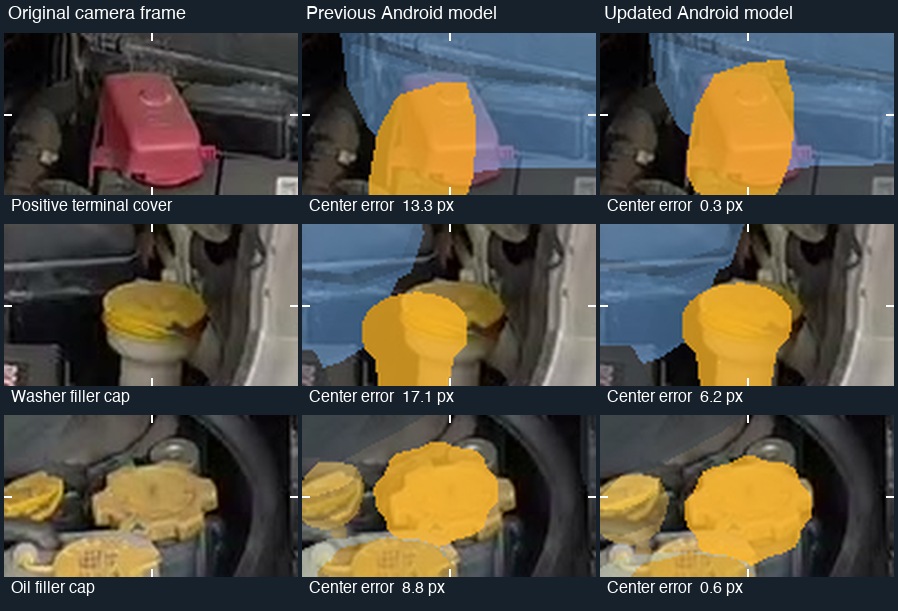 Original camera frame
Previous Android model
Updated Android model
Positive terminal cover
Center error 13.3 px
Center error 0.3 px
Washer filler cap
Center error 17.1 px
Center error 6.2 px
Oil filler cap
Center error 8.8 px
Center error 0.6 px